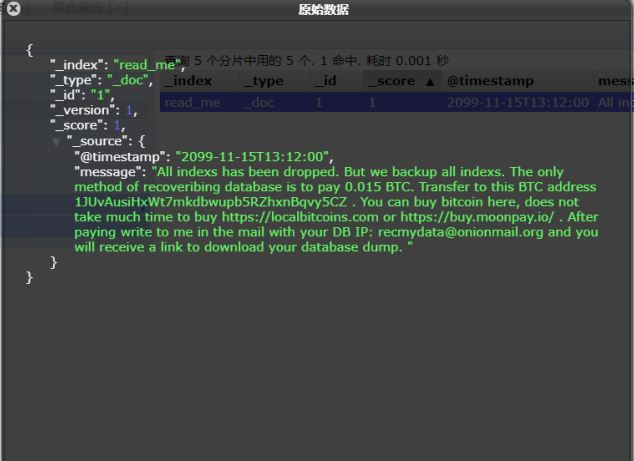 复合查询 [+]
原始数据
查询 5 个分片中用的 5 个. 1 命中. 耗时 0.001 秒
_index _type _id _score ▲ @timestamp
read_me _doc 1 1 2099-11-15T13:12:00 All
{
"_index": "read_me",
"_type": "_doc",
"_id": "1",
"_version": 1,
"_score": 1,
"_source": {
"@timestamp": "2099-11-15T13:12:00",
"message": "All indexs has been dropped. But we backup all indexs. The only
method of recoveribing database is to pay 0.015 BTC. Transfer to this BTC address
1JUvAusiHxWt7mkdbwupb5RZhxnBqvy5CZ . You can buy bitcoin here, does not
take much time to buy https://localbitcoins.com or https://buy.moonpay.io/ . After
paying write to me in the mail with your DB IP: recmydata@onionmail.org and you
will receive a link to download your database dump. "
}
}